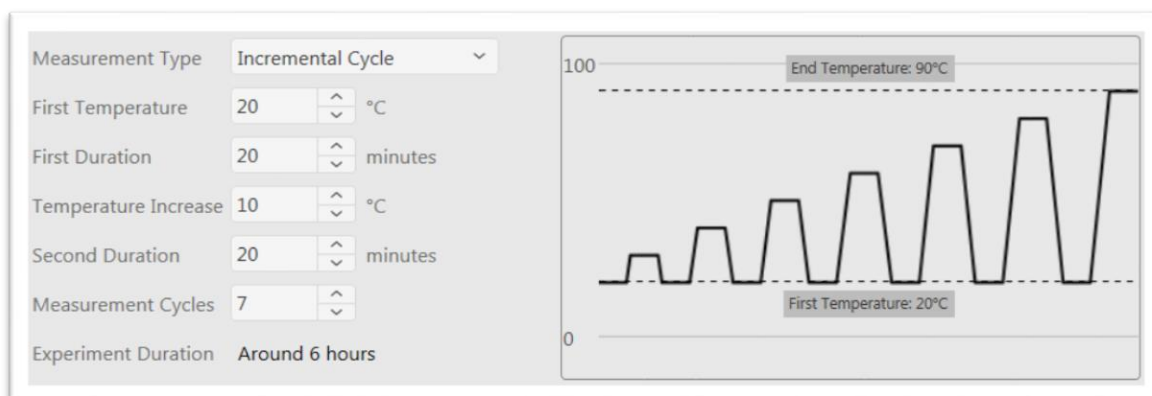 Measurement Type Incremental Cycle
First Temperature 20 °C
First Duration 20 minutes
Temperature Increase 10 °C
Second Duration 20 minutes
Measurement Cycles 7
Experiment Duration Around 6 hours
100
End Temperature: 90°C
First Temperature: 20°C
0